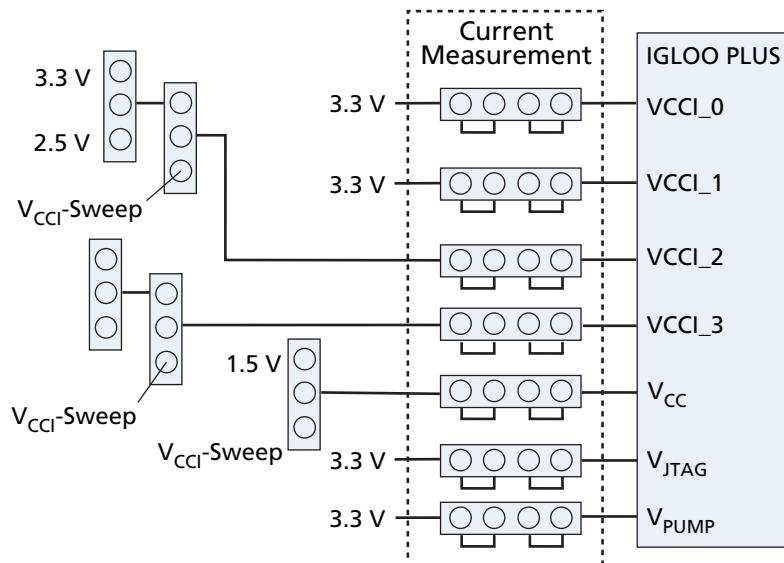 Current
Measurement
IGLOO PLUS
3.3 V
2.5 V
V_CCI-Sweep
3.3 V
VCCI_0
3.3 V
VCCI_1
VCCI_2
VCCI_3
V_CCI-Sweep
1.5 V
V_CCI-Sweep
V_CC
3.3 V
V_JTAG
3.3 V
V_PUMP